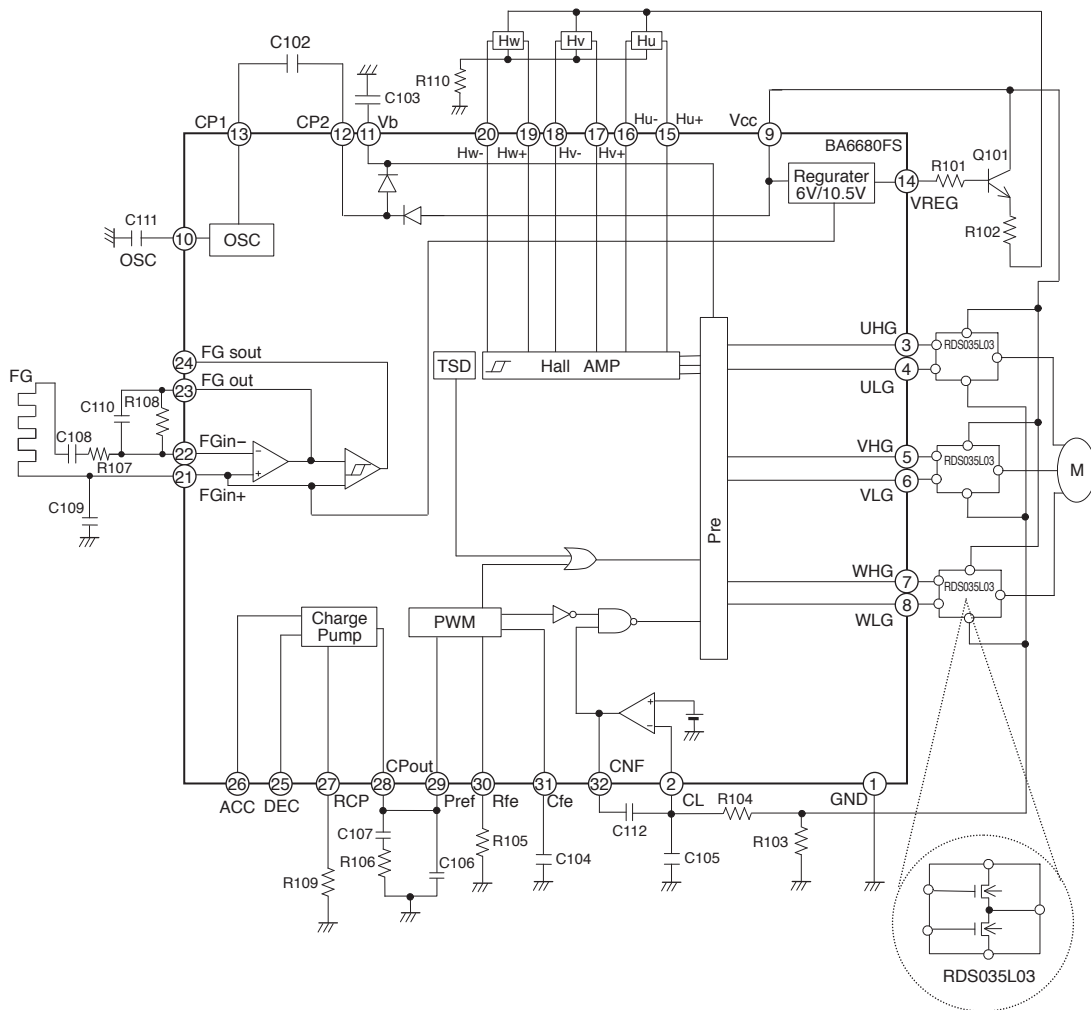 Hw
Hv
Hu
C102
R110
C103
Hu-
Hu+
CP1
CP2
Vb
Vcc
13
12
11
20
19
18
17
16
15
9
BA6680FS
Hw-
Hw+
Hv-
Hv+
Regurater
6V/10.5V
14
VREG
R101
Q101
R102
C111
10
OSC
OSC
UHG
3
RDS035L03
4
ULG
24
FG sout
TSD
Hall AMP
FG
23
FG out
C110
R108
C108
R107
22
FGin−
21
FGin+
C109
VHG
5
RDS035L03
6
VLG
M
Pre
WHG
7
RDS035L03
8
WLG
Charge
Pump
PWM
+
−
+
−
CPout
CNF
26
25
27
28
29
30
31
32
2
1
ACC
DEC
RCP
Pref
Rfe
Cfe
CL
GND
R104
C112
R103
C107
R106
C106
R105
C104
C105
R109
RDS035L03